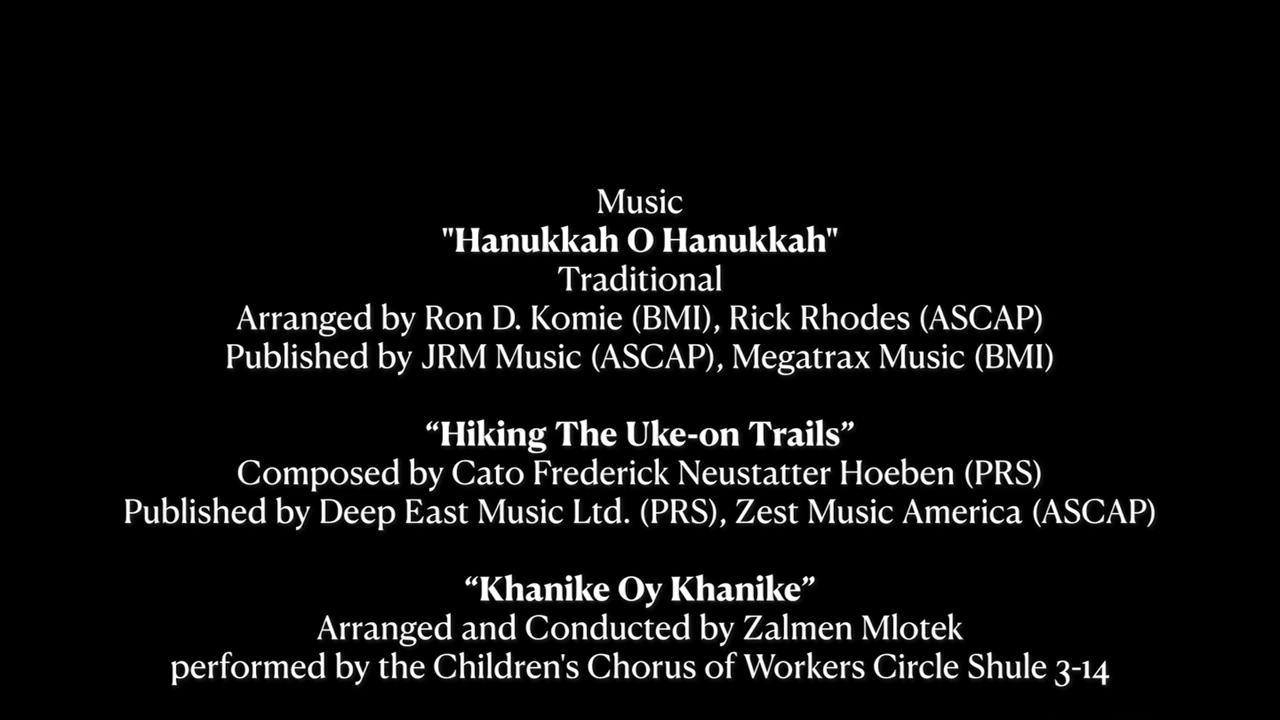 Music
"Hanukkah O Hanukkah"
Traditional
Arranged by Ron D. Komie (BMI), Rick Rhodes (ASCAP)
Published by JRM Music (ASCAP), Megatrax Music (BMI)
“Hiking The Uke-on Trails”
Composed by Cato Frederick Neustatter Hoeben (PRS)
Published by Deep East Music Ltd. (PRS), Zest Music America (ASCAP)
“Khanike Oy Khanike”
Arranged and Conducted by Zalmen Mlotek
performed by the Children's Chorus of Workers Circle Shule 3-14